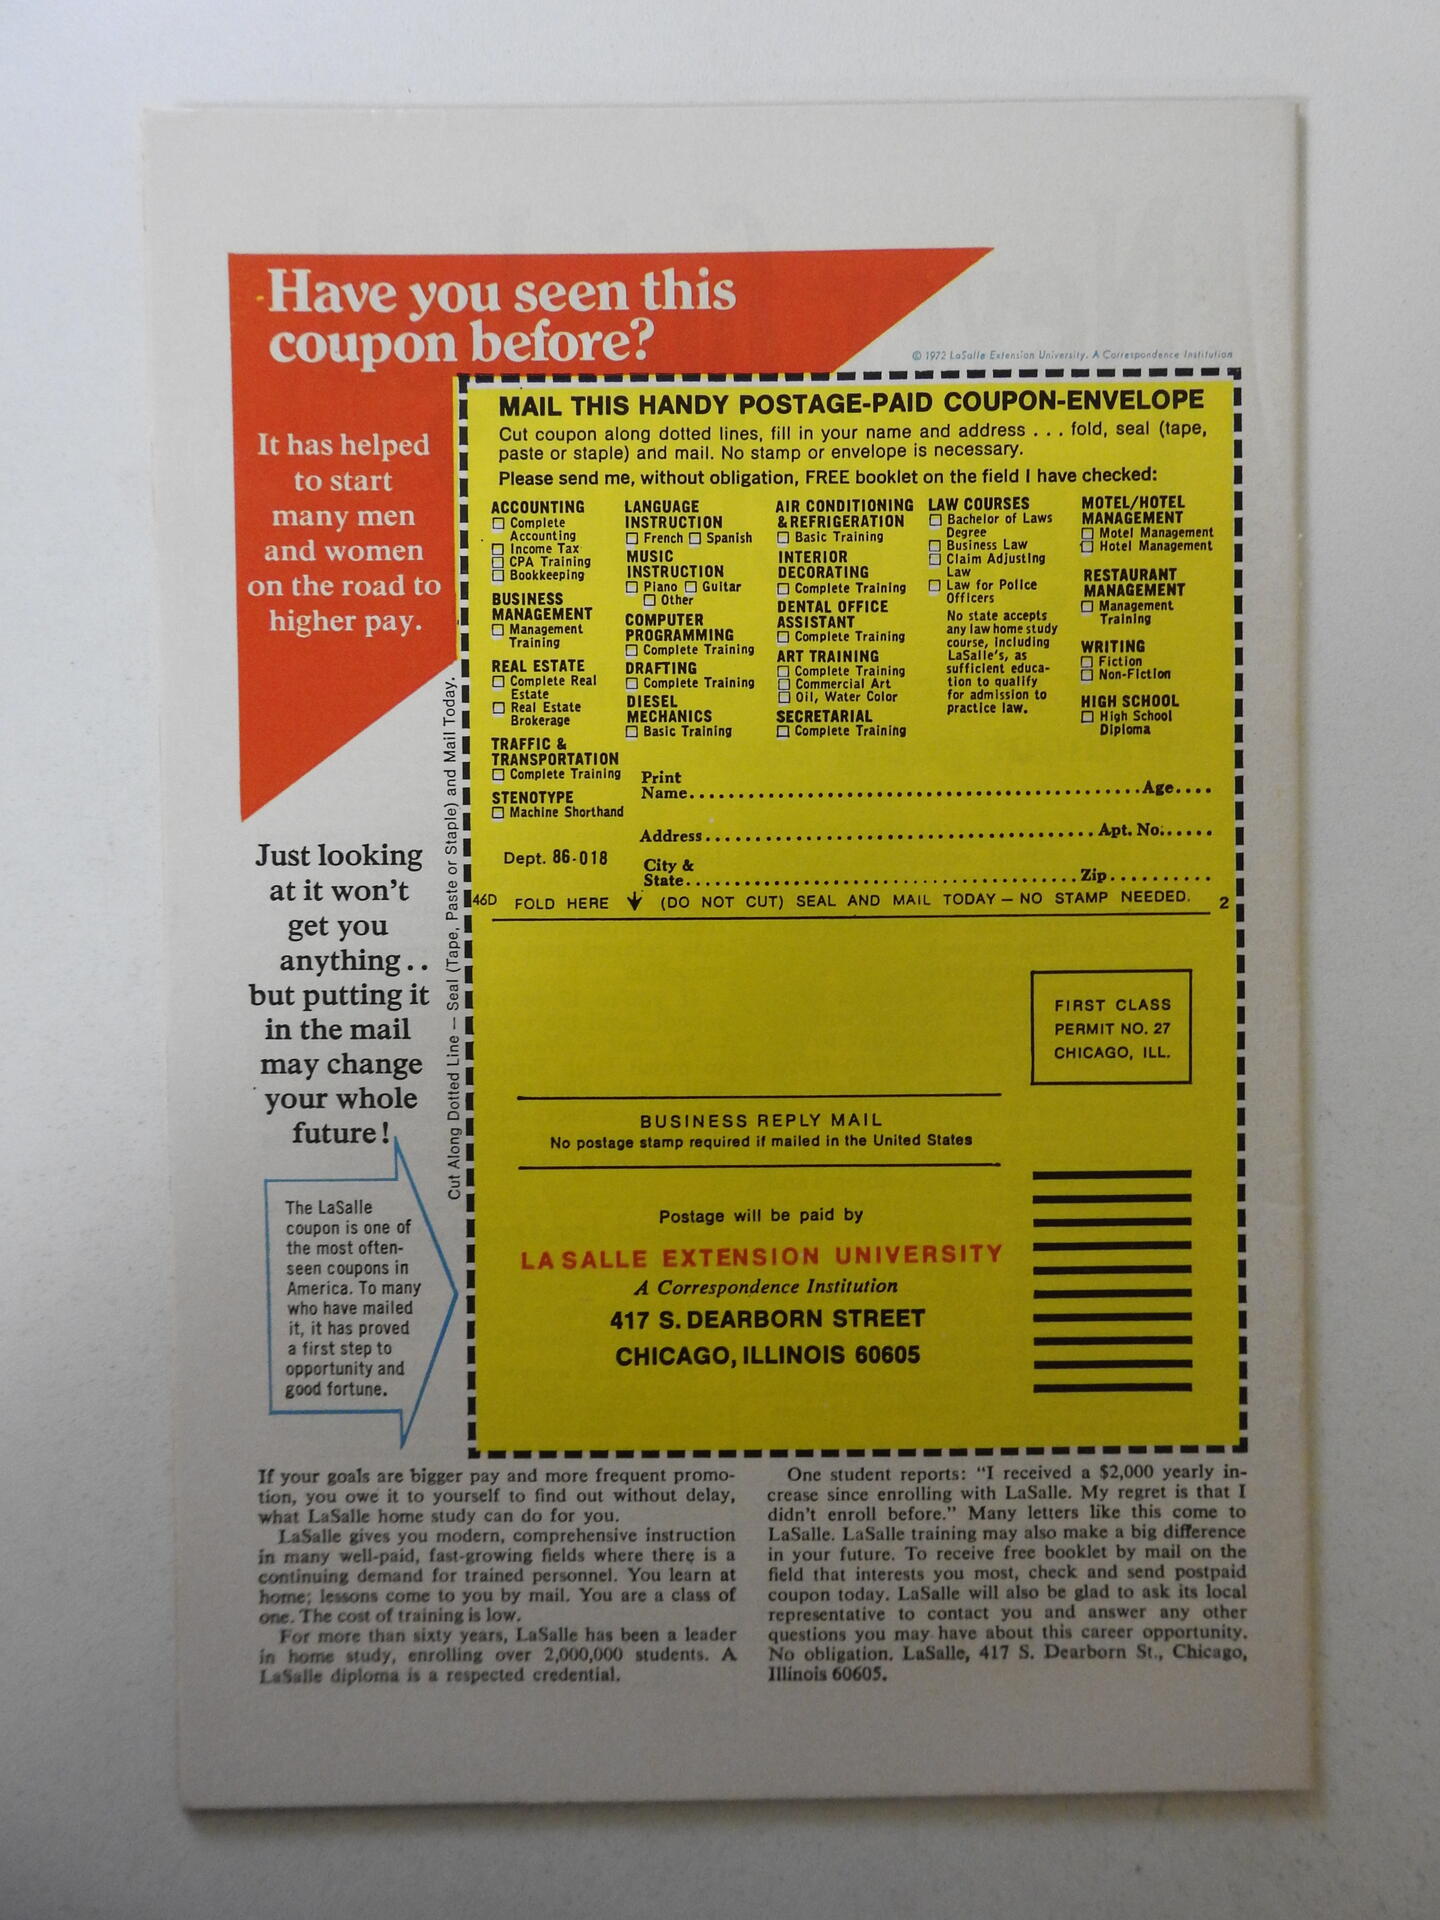 Have you seen this
coupon before?
© 1972 LaSalle Extension University. A Correspondence Institution
It has helped
to start
many men
and women
on the road to
higher pay.
Just looking
at it won't
get you
anything..
but putting it
in the mail
may change
your whole
future!
The LaSalle
coupon is one of
the most often-
seen coupons in
America. To many
who have mailed
it, it has proved
a first step to
opportunity and
good fortune.
Cut Along Dotted Line — Seal (Tape, Paste or Staple) and Mail Today.
MAIL THIS HANDY POSTAGE-PAID COUPON-ENVELOPE
Cut coupon along dotted lines, fill in your name and address . . . fold, seal (tape,
paste or staple) and mail. No stamp or envelope is necessary.
Please send me, without obligation, FREE booklet on the field I have checked:
ACCOUNTING
Complete
Accounting
Income Tax
CPA Training
Bookkeeping
BUSINESS
MANAGEMENT
Management
Training
REAL ESTATE
Complete Real
Estate
Real Estate
Brokerage
TRAFFIC &
TRANSPORTATION
Complete Training
STENOTYPE
Machine Shorthand
LANGUAGE
INSTRUCTION
French Spanish
MUSIC
INSTRUCTION
Piano Guitar
Other
COMPUTER
PROGRAMMING
Complete Training
DRAFTING
Complete Training
DIESEL
MECHANICS
Basic Training
AIR CONDITIONING
& REFRIGERATION
Basic Training
INTERIOR
DECORATING
Complete Training
DENTAL OFFICE
ASSISTANT
Complete Training
ART TRAINING
Complete Training
Commercial Art
Oil, Water Color
SECRETARIAL
Complete Training
LAW COURSES
Bachelor of Laws
Degree
Business Law
Claim Adjusting
Law
Law for Police
Officers
No state accepts
any law home study
course, including
LaSalle's, as
sufficient educa-
tion to qualify
for admission to
practice law.
MOTEL/HOTEL
MANAGEMENT
Motel Management
Hotel Management
RESTAURANT
MANAGEMENT
Management
Training
WRITING
Fiction
Non-Fiction
HIGH SCHOOL
High School
Diploma
Print
Name........................................Age....
Address........................................Apt. No......
Dept. 86-018
City &
State........................................Zip..........
46D FOLD HERE ↓ (DO NOT CUT) SEAL AND MAIL TODAY — NO STAMP NEEDED. 2
FIRST CLASS
PERMIT NO. 27
CHICAGO, ILL.
BUSINESS REPLY MAIL
No postage stamp required if mailed in the United States
Postage will be paid by
LA SALLE EXTENSION UNIVERSITY
A Correspondence Institution
417 S. DEARBORN STREET
CHICAGO, ILLINOIS 60605
If your goals are bigger pay and more frequent promo-
tion, you owe it to yourself to find out without delay,
what LaSalle home study can do for you.
LaSalle gives you modern, comprehensive instruction
in many well-paid, fast-growing fields where there is a
continuing demand for trained personnel. You learn at
home; lessons come to you by mail. You are a class of
one. The cost of training is low.
For more than sixty years, LaSalle has been a leader
in home study, enrolling over 2,000,000 students. A
LaSalle diploma is a respected credential.
One student reports: "I received a $2,000 yearly in-
crease since enrolling with LaSalle. My regret is that I
didn't enroll before." Many letters like this come to
LaSalle. LaSalle training may also make a big difference
in your future. To receive free booklet by mail on the
field that interests you most, check and send postpaid
coupon today. LaSalle will also be glad to ask its local
representative to contact you and answer any other
questions you may have about this career opportunity.
No obligation. LaSalle, 417 S. Dearborn St., Chicago,
Illinois 60605.